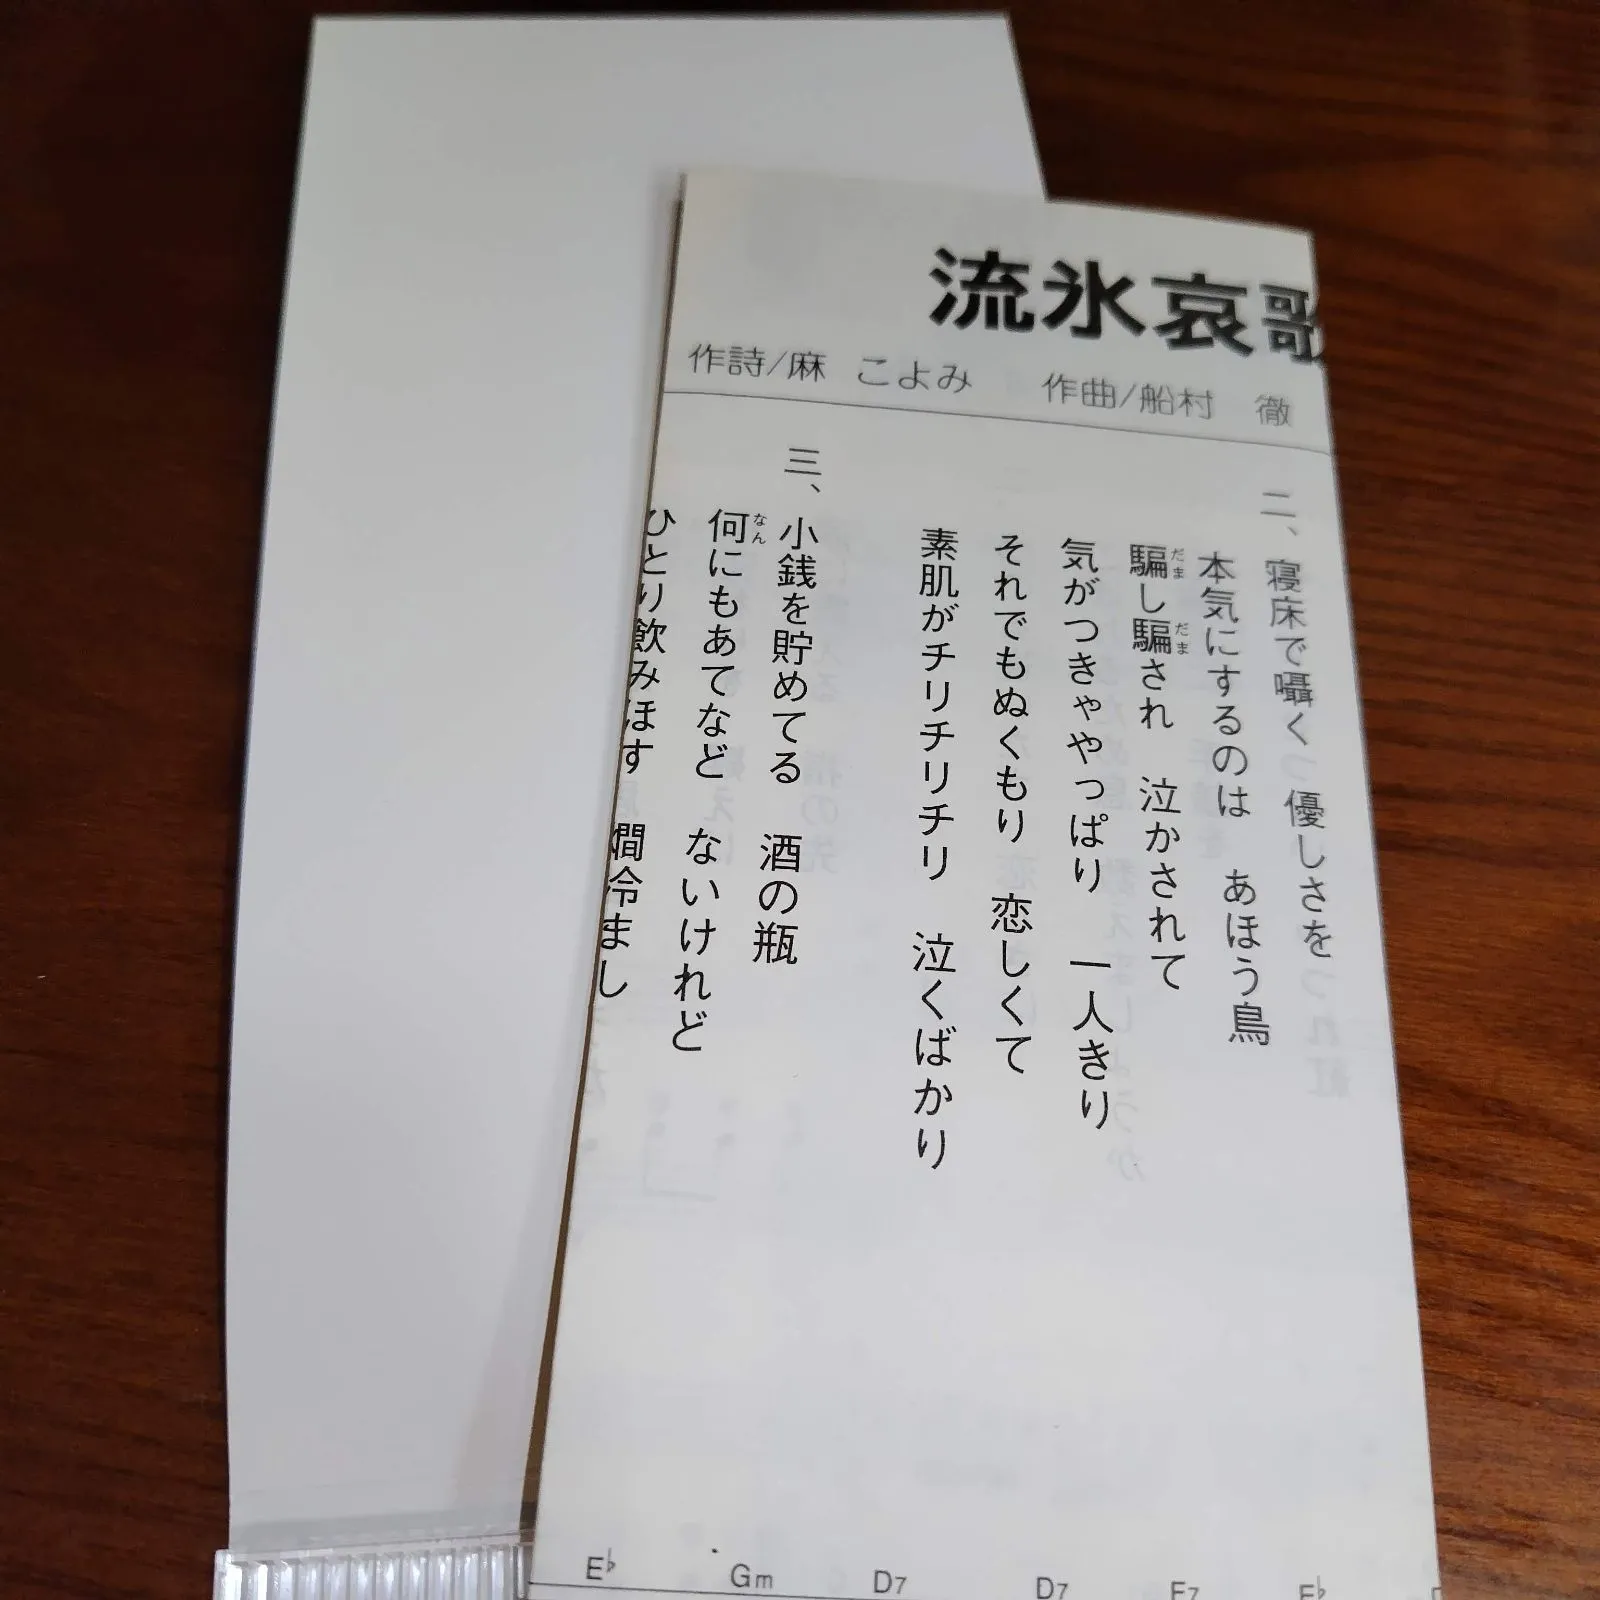 流氷哀歌
作詩/麻 こよみ 作曲/船村 徹
二、寝床で囁く 優しさを
本気にするのは あほう鳥
騙し騙され 泣かされて
気がつきゃやっぱり 一人きり
それでもぬくもり 恋しくて
素肌がチリチリチリ 泣くばかり
三、小銭を貯めてる 酒の瓶
何にもあてなど ないけれど
ひとり飲みほす 燗冷まし
E♭ Gm D7 D7 F7 E♭